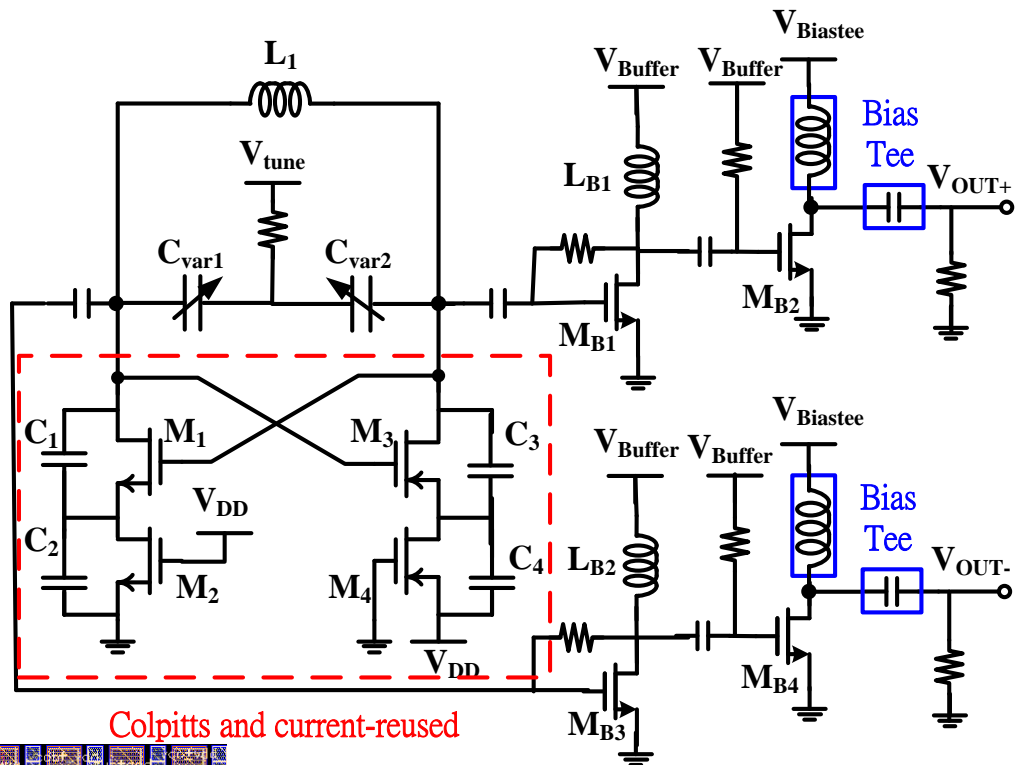 L1
Vtune
Cvar1
Cvar2
C1
M1
M3
C3
VDD
C2
M2
M4
C4
VDD
Colpitts and current-reused
VBuffer
VBuffer
VBiastee
Bias
Tee
LB1
VOUT+
MB1
MB2
VBuffer
VBuffer
VBiastee
Bias
Tee
LB2
VOUT-
MB3
MB4